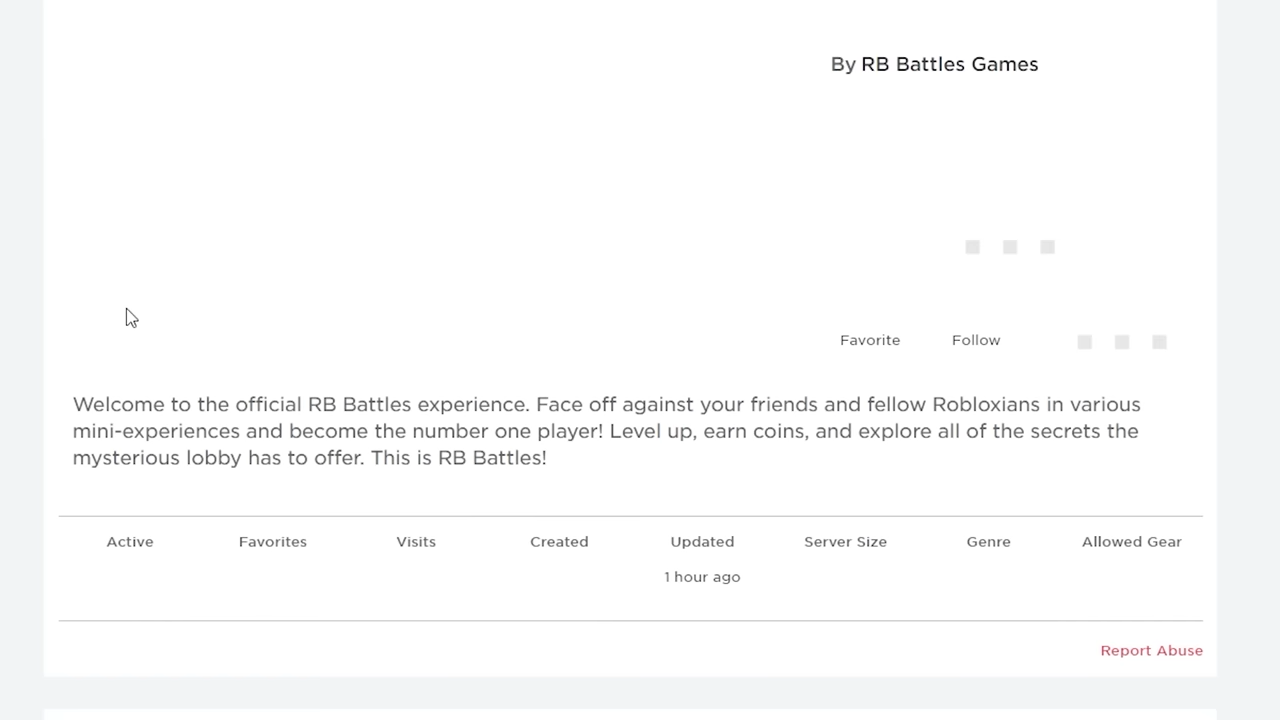 By RB Battles Games
Favorite Follow
Welcome to the official RB Battles experience. Face off against your friends and fellow Robloxians in various
mini-experiences and become the number one player! Level up, earn coins, and explore all of the secrets the
mysterious lobby has to offer. This is RB Battles!
Active Favorites Visits Created Updated Server Size Genre Allowed Gear
1 hour ago
Report Abuse